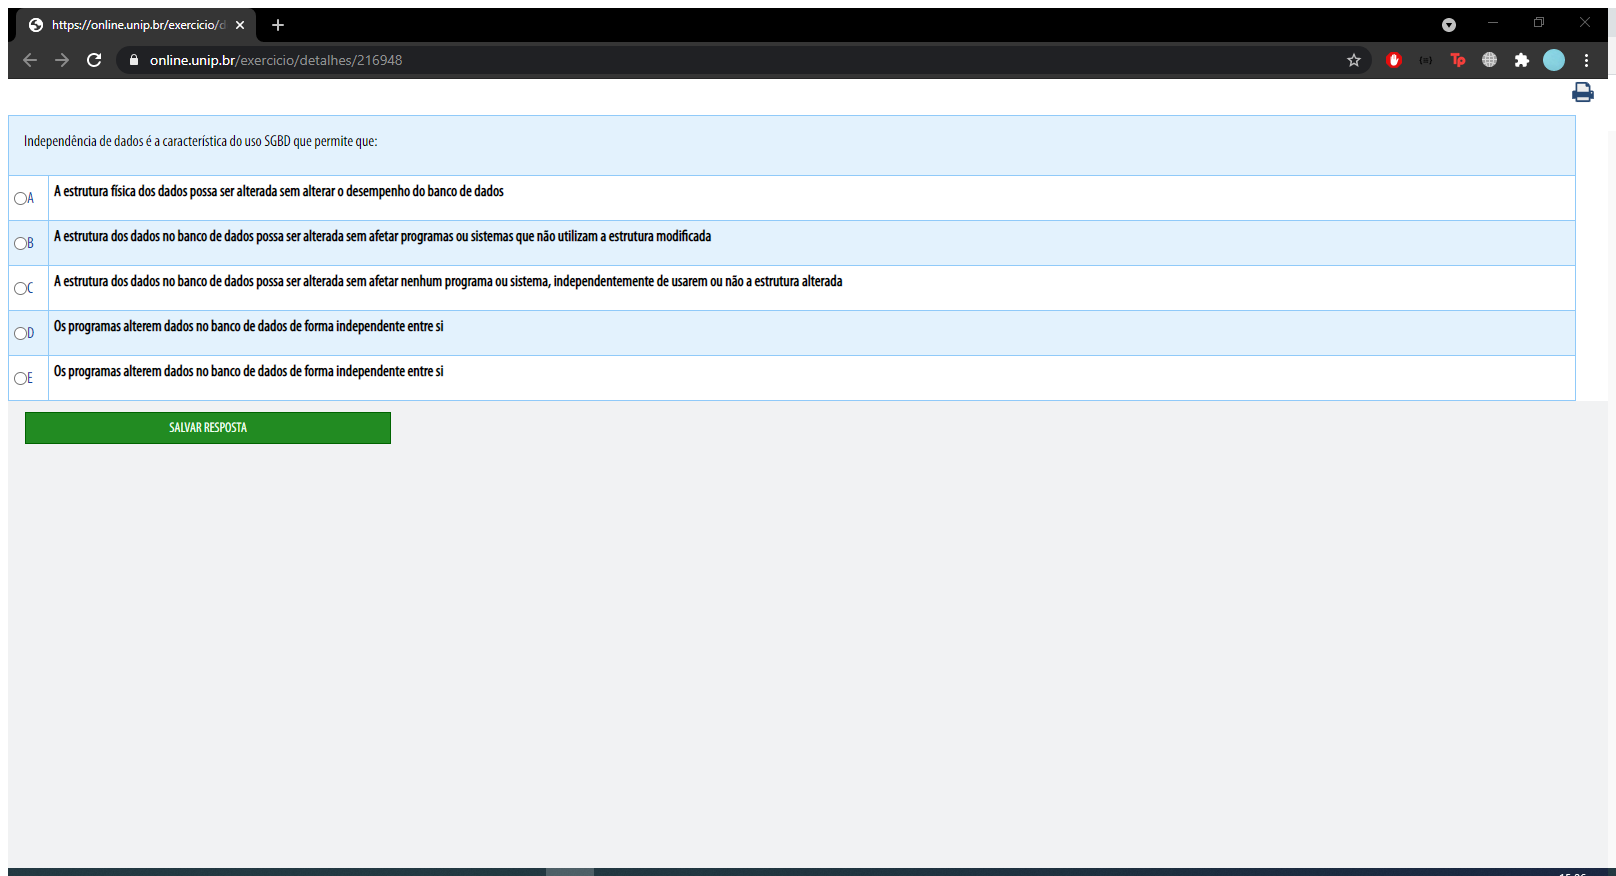 https://online.unip.br/exercicio/d
online.unip.br/exercicio/detalhes/216948
Independência de dados é a característica do uso SGBD que permite que:
A A estrutura física dos dados possa ser alterada sem alterar o desempenho do banco de dados
B A estrutura dos dados no banco de dados possa ser alterada sem afetar programas ou sistemas que não utilizam a estrutura modificada
C A estrutura dos dados no banco de dados possa ser alterada sem afetar nenhum programa ou sistema, independentemente de usarem ou não a estrutura alterada
D Os programas alterem dados no banco de dados de forma independente entre si
E Os programas alterem dados no banco de dados de forma independente entre si
SALVAR RESPOSTA